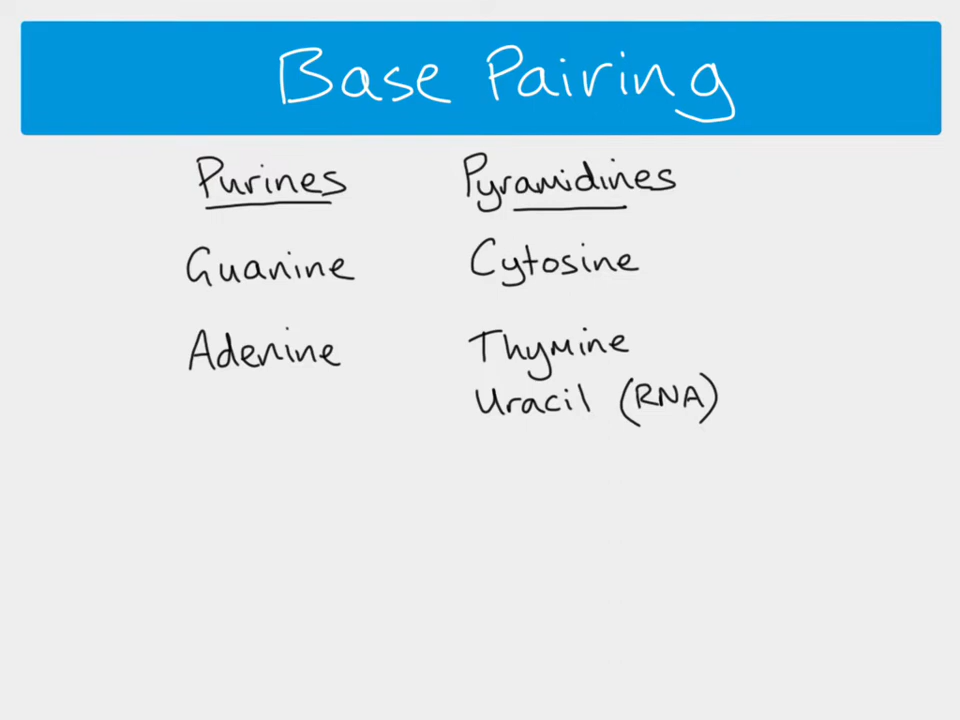 Base Pairing
Purines Pyramidines
Guanine Cytosine
Adenine Thymine
Uracil (RNA)